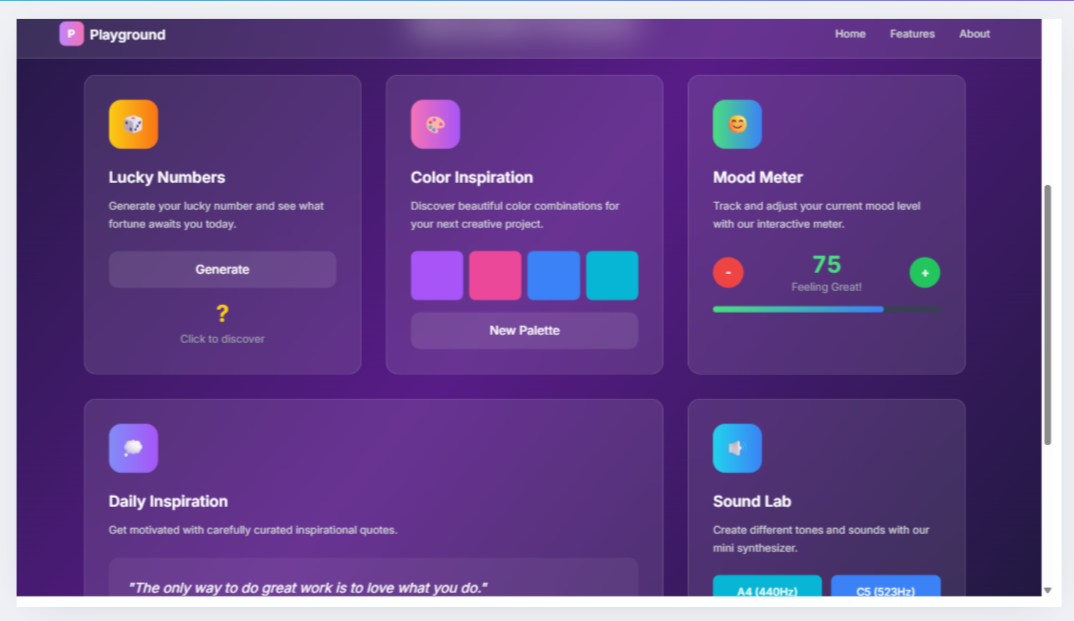 P Playground
Home Features About
Lucky Numbers
Generate your lucky number and see what
fortune awaits you today.
Generate
?
Click to discover
Color Inspiration
Discover beautiful color combinations for
your next creative project.
New Palette
Mood Meter
Track and adjust your current mood level
with our interactive meter.
- 75 +
Feeling Great!
Daily Inspiration
Get motivated with carefully curated inspirational quotes.
"The only way to do great work is to love what you do."
Sound Lab
Create different tones and sounds with our
mini synthesizer.
A4 (440Hz) C5 (523Hz)